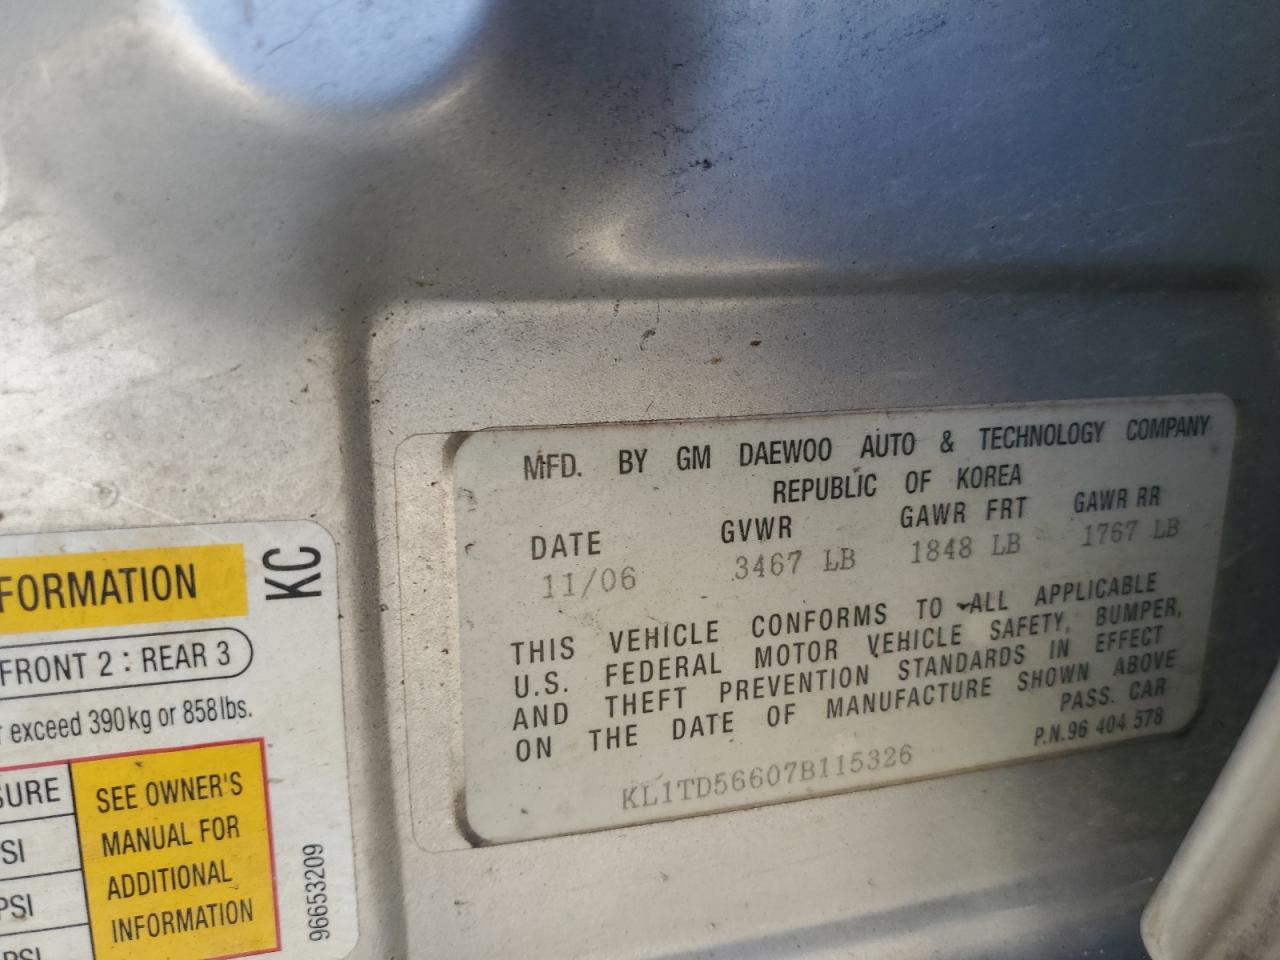 MFD. BY GM DAEWOO AUTO & TECHNOLOGY COMPANY
REPUBLIC OF KOREA
DATE GVWR GAWR FRT GAWR RR
11/06 3467 LB 1848 LB 1767 LB
THIS VEHICLE CONFORMS TO ALL APPLICABLE
U.S. FEDERAL MOTOR VEHICLE SAFETY, BUMPER,
AND THEFT PREVENTION STANDARDS IN EFFECT
ON THE DATE OF MANUFACTURE SHOWN ABOVE
PASS. CAR
P.N.96 404 578
KL1TD56607B115326
FORMATION
KC
FRONT 2 : REAR 3
r exceed 390kg or 858lbs.
SURE
SI
PSI
PSI
SEE OWNER'S
MANUAL FOR
ADDITIONAL
INFORMATION
96653209